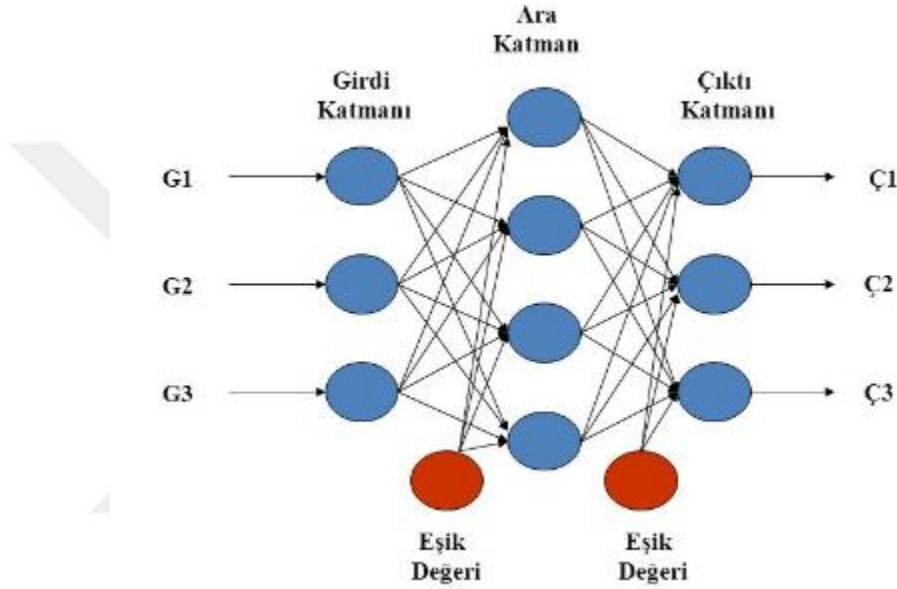 Ara
Katman
Girdi
Katmanı
Çıktı
Katmanı
G1
Ç1
G2
Ç2
G3
Ç3
Eşik
Değeri
Eşik
Değeri